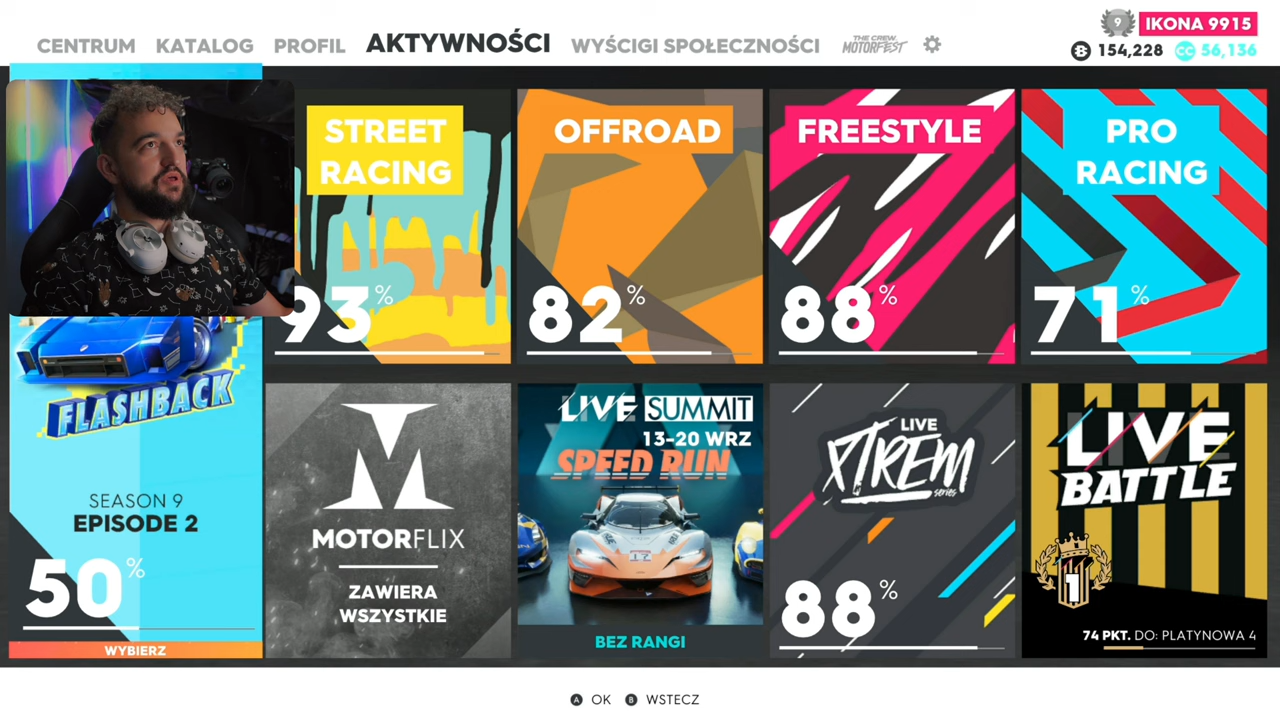 CENTRUM KATALOG PROFIL AKTYWNOŚCI WYŚCIGI SPOŁECZNOŚCI THE CREW MOTORFEST
9 IKONA 9915
B 154,228 CC 56,136
STREET
RACING
93%
OFFROAD
82%
FREESTYLE
88%
PRO
RACING
71%
FLASHBACK
SEASON 9
EPISODE 2
50%
WYBIERZ
MOTORFLIX
ZAWIERA
WSZYSTKIE
LIVE SUMMIT
13-20 WRZ
SPEED RUN
17
BEZ RANGI
LIVE
XTREM
series
88%
LIVE
BATTLE
1
74 PKT. DO: PLATYNOWA 4
A OK B WSTECZ